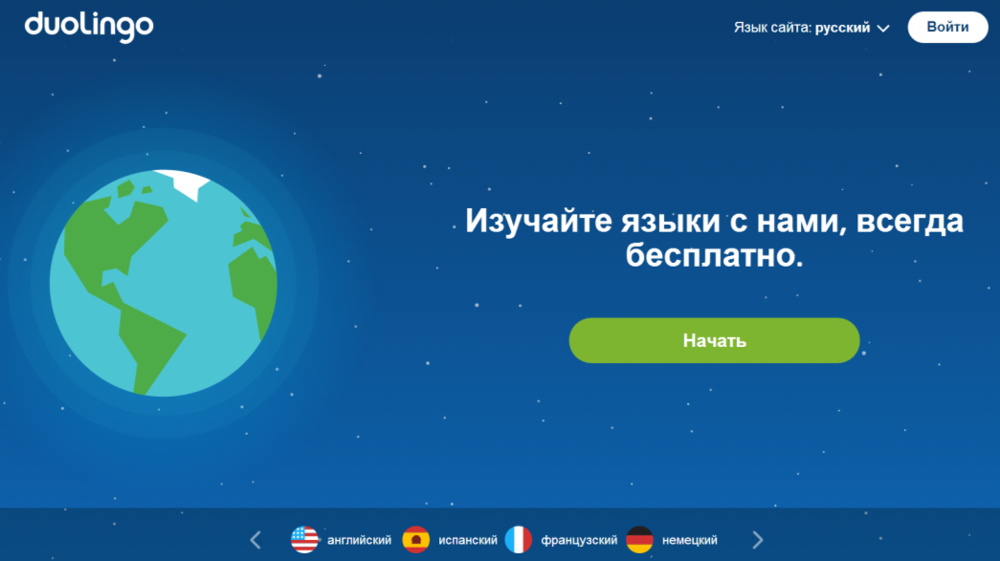 duolingo
Язык сайта: русский
Войти
Изучайте языки с нами, всегда
бесплатно.
Начать
английский испанский французский немецкий